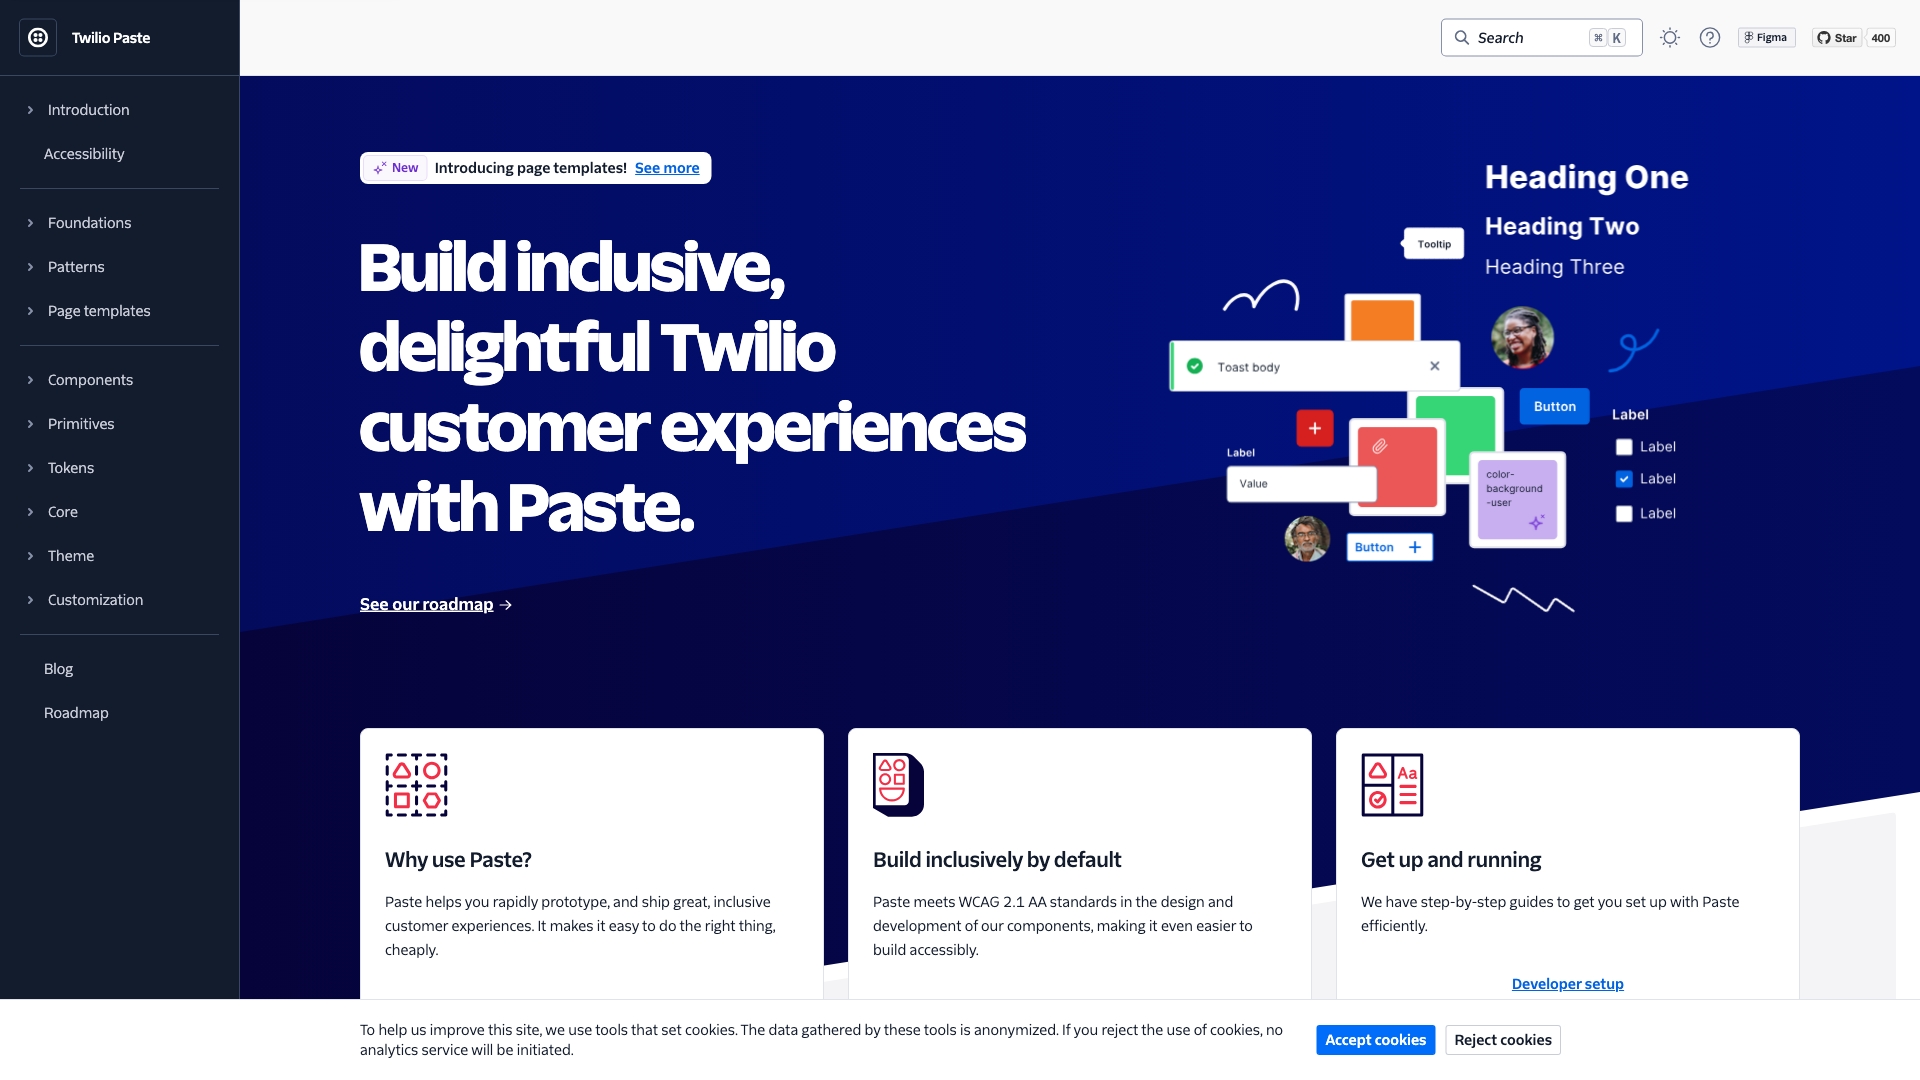 Twilio Paste
Search
⌘ K
Figma
Star
400
Introduction
Accessibility
Foundations
Patterns
Page templates
Components
Primitives
Tokens
Core
Theme
Customization
Blog
Roadmap
New
Introducing page templates! See more
Build inclusive,
delightful Twilio
customer experiences
with Paste.
See our roadmap →
Heading One
Heading Two
Heading Three
Tooltip
Toast body
Button
Label
Label
Label
Label
Label
Value
color-
background
-user
Button
Why use Paste?
Paste helps you rapidly prototype, and ship great, inclusive
customer experiences. It makes it easy to do the right thing,
cheaply.
Build inclusively by default
Paste meets WCAG 2.1 AA standards in the design and
development of our components, making it even easier to
build accessibly.
Aa
Get up and running
We have step-by-step guides to get you set up with Paste
efficiently.
Developer setup
To help us improve this site, we use tools that set cookies. The data gathered by these tools is anonymized. If you reject the use of cookies, no
analytics service will be initiated.
Accept cookies
Reject cookies